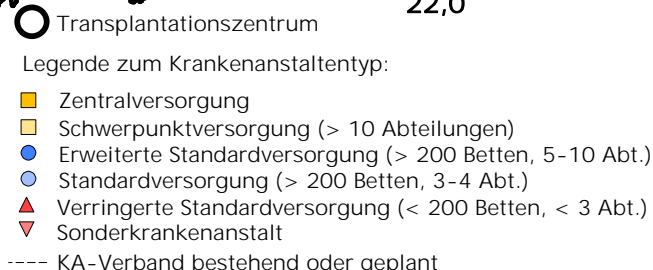 22,0
Transplantationszentrum
Legende zum Krankenanstaltentyp:
Zentralversorgung
Schwerpunktversorgung (> 10 Abteilungen)
Erweiterte Standardversorgung (> 200 Betten, 5-10 Abt.)
Standardversorgung (> 200 Betten, 3-4 Abt.)
Verringerte Standardversorgung (< 200 Betten, < 3 Abt.)
Sonderkrankenanstalt
KA-Verband bestehend oder geplant